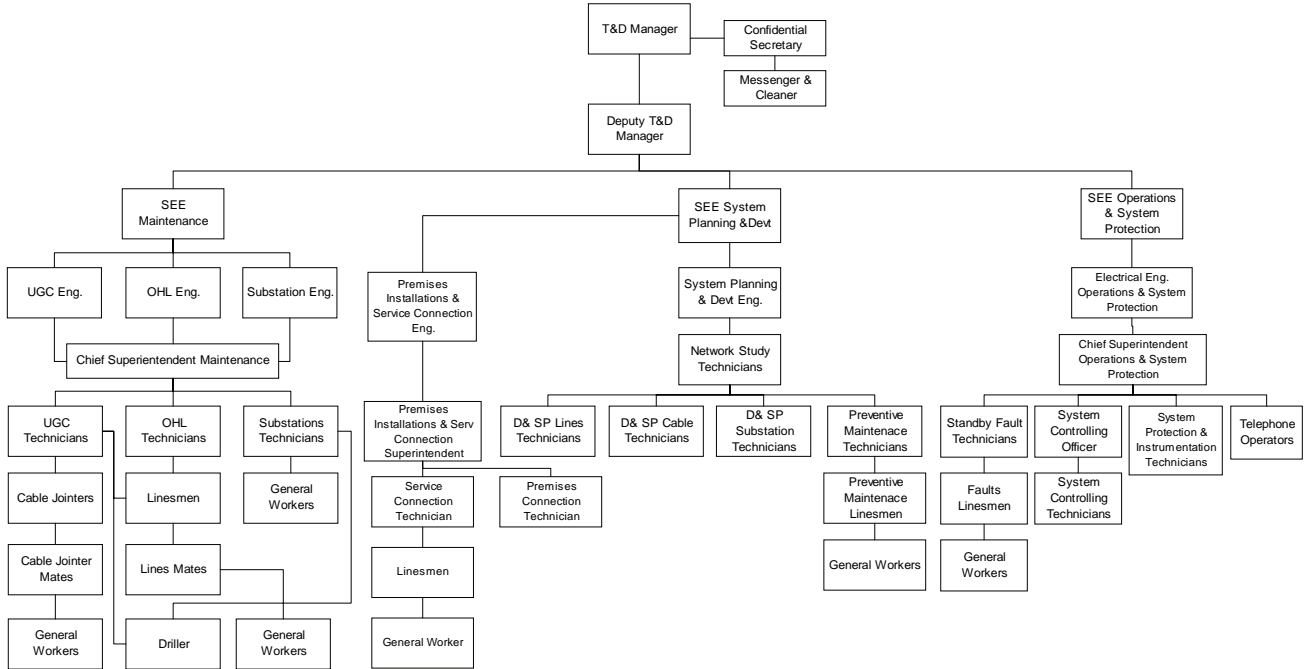 T&D Manager
Confidential
Secretary
Messenger &
Cleaner
Deputy T&D
Manager
SEE
Maintenance
SEE System
Planning &Devt
SEE Operations
& System
Protection
UGC Eng.
OHL Eng.
Substation Eng.
Premises
Installations &
Service Connection
Eng.
System Planning
& Devt Eng.
Electrical Eng.
Operations & System
Protection
Chief Superientendent Maintenance
Network Study
Technicians
Chief Superintendent
Operations & System
Protection
UGC
Technicians
OHL
Technicians
Substations
Technicians
Premises
Installations & Serv
Connection
Superintendent
D& SP Lines
Technicians
D& SP Cable
Technicians
D& SP
Substation
Technicians
Preventive
Maintenace
Technicians
Standby Fault
Technicians
System
Controlling
Officer
System
Protection &
Instrumentation
Technicians
Telephone
Operators
Cable Jointers
Linesmen
General
Workers
Service
Connection
Technician
Premises
Connection
Technician
Preventive
Maintenace
Linesmen
Faults
Linesmen
System
Controlling
Technicians
Cable Jointer
Mates
Lines Mates
Linesmen
General Workers
General
Workers
General
Workers
Driller
General
Workers
General Worker